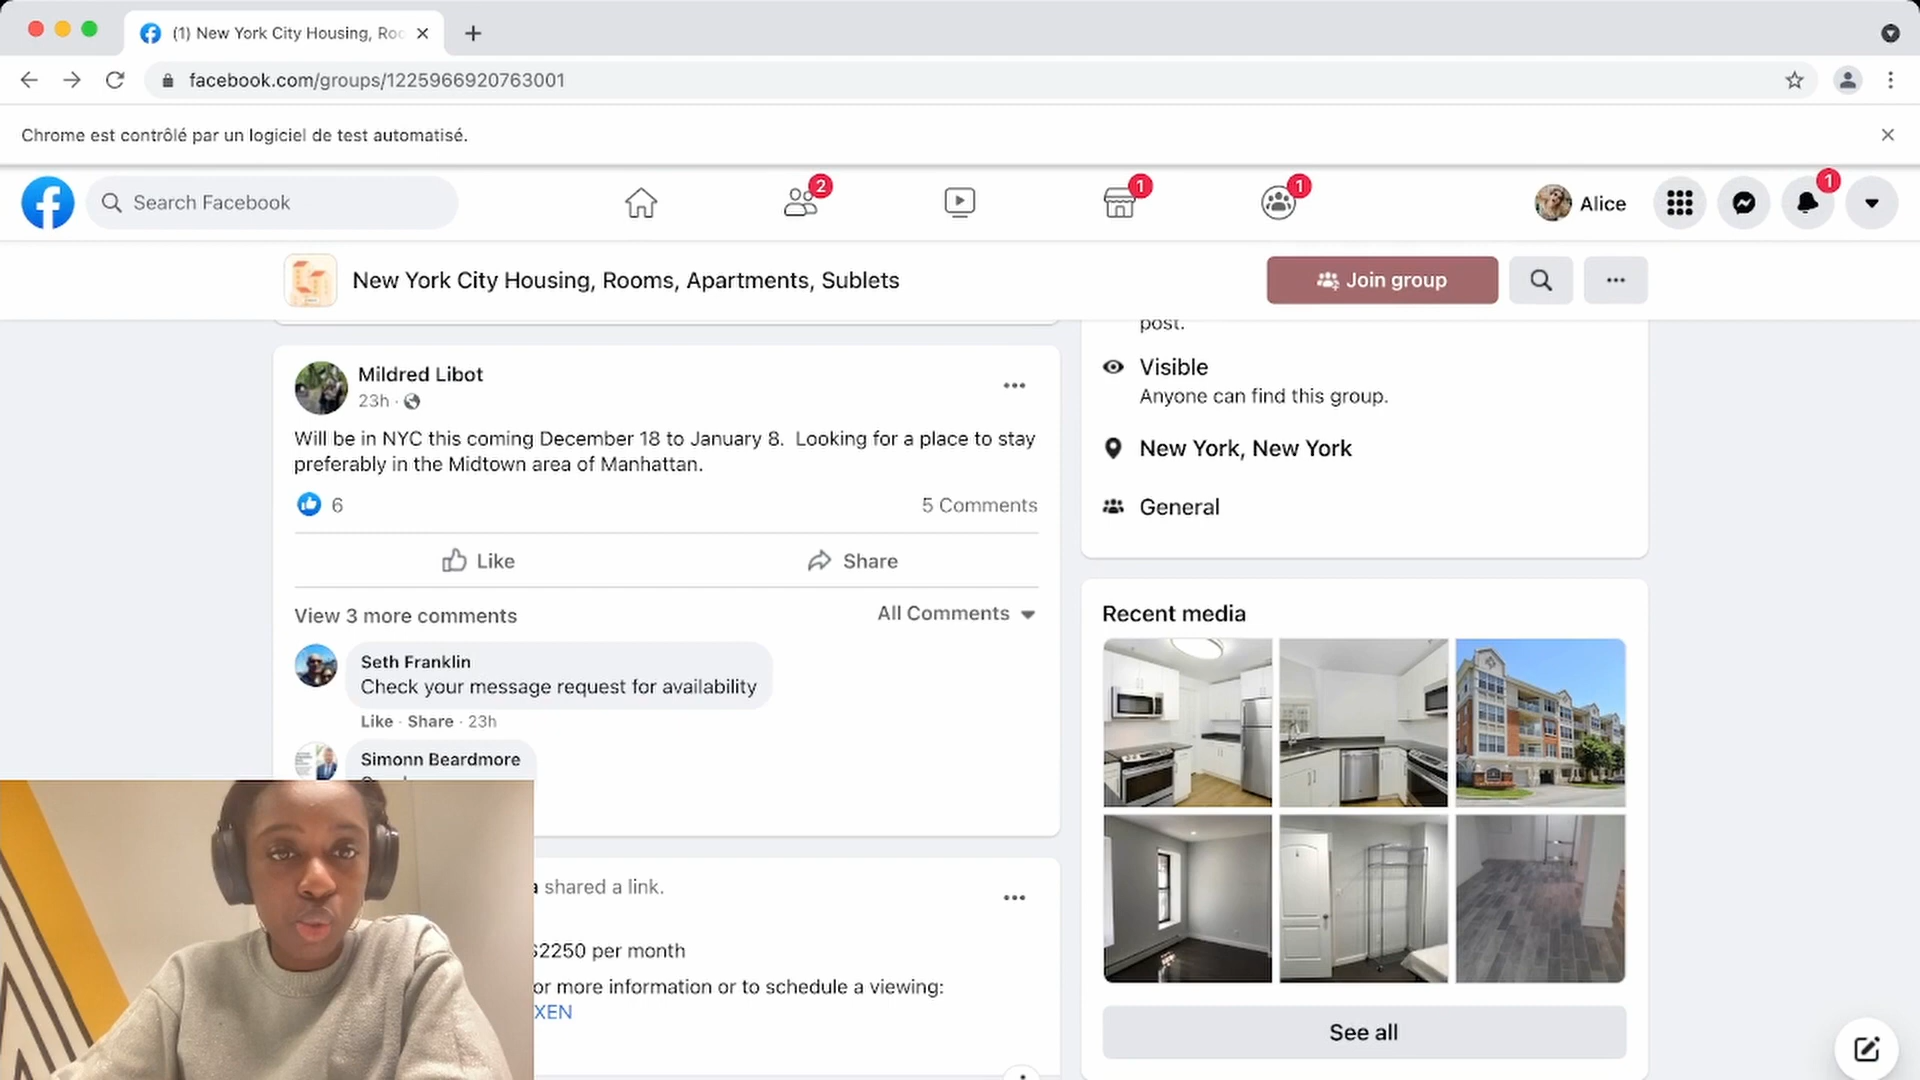 (1) New York City Housing, Roo
facebook.com/groups/1225966920763001
Chrome est contrôlé par un logiciel de test automatisé.
Search Facebook
2
1
1
Alice
1
New York City Housing, Rooms, Apartments, Sublets
Join group
Mildred Libot
23h ·
Will be in NYC this coming December 18 to January 8. Looking for a place to stay
preferably in the Midtown area of Manhattan.
6
5 Comments
Like
Share
View 3 more comments
All Comments
Seth Franklin
Check your message request for availability
Like · Share · 23h
Simonn Beardmore
a shared a link.
$2250 per month
or more information or to schedule a viewing:
XEN
post.
Visible
Anyone can find this group.
New York, New York
General
Recent media
See all